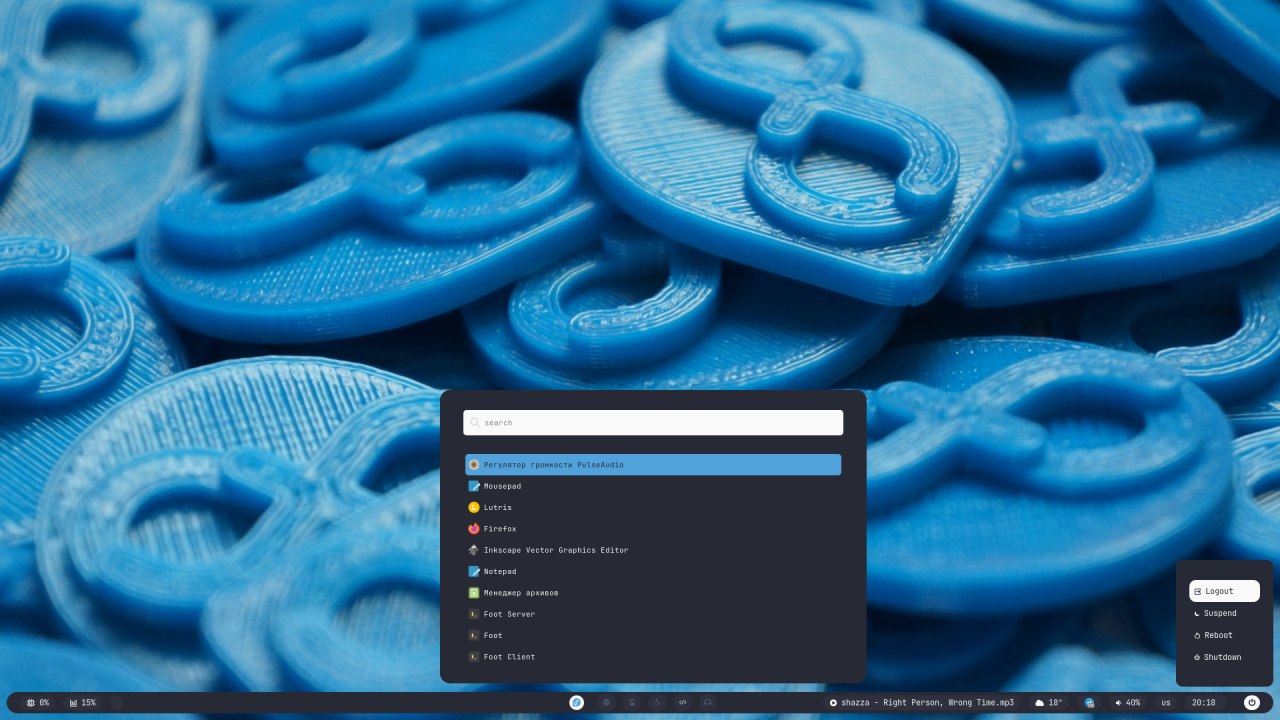 search
Регулятор громкости PulseAudio
Mousepad
Lutris
Firefox
Inkscape Vector Graphics Editor
Notepad
Менеджер архивов
Foot Server
Foot
Foot Client
Logout
Suspend
Reboot
Shutdown
0% 15% shazza - Right Person, Wrong Time.mp3 18° 40% us 20:18